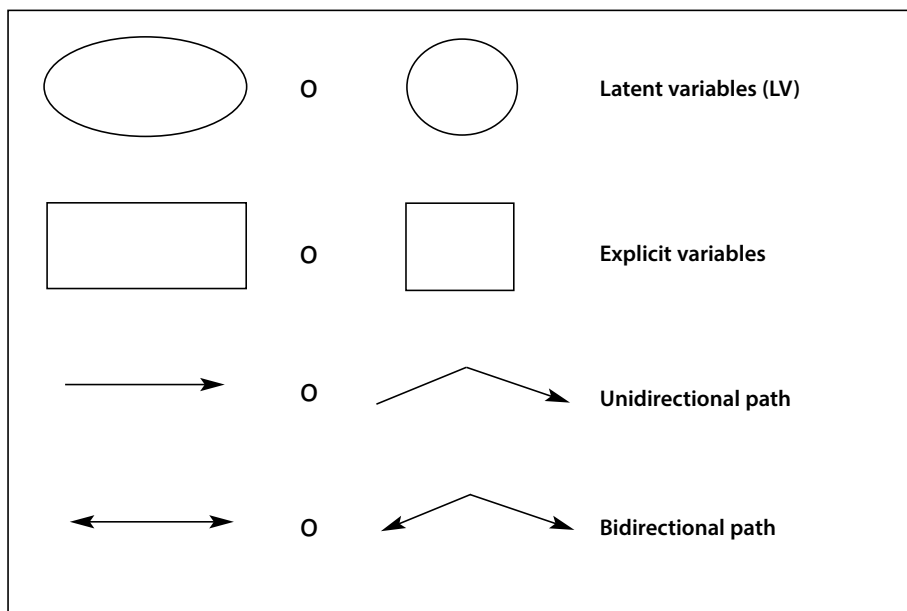 o Latent variables (LV)
o Explicit variables
o Unidirectional path
o Bidirectional path